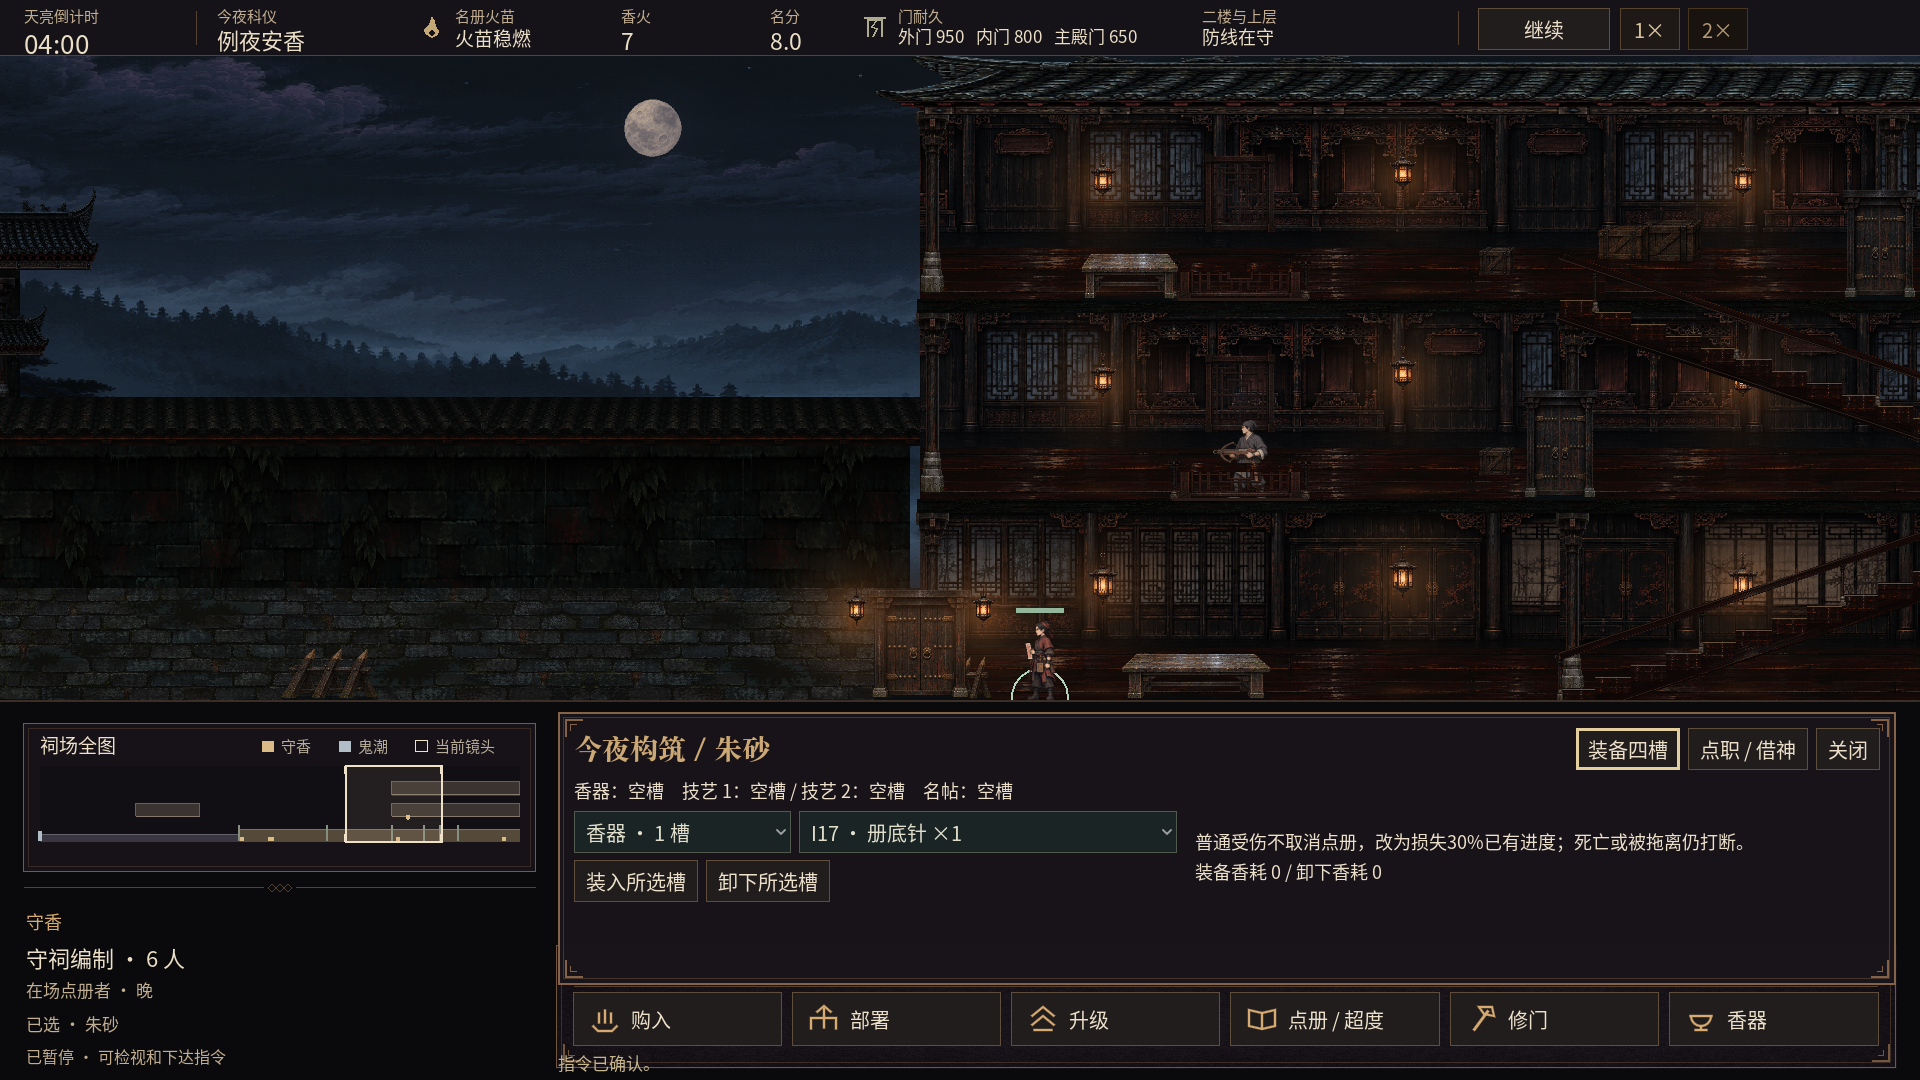 天亮倒计时
04:00
今夜科仪
例夜安香
名册火苗
火苗稳燃
香火
7
名分
8.0
门耐久
外门 950 内门 800 主殿门 650
二楼与上层
防线在守
继续
1×
2×
祠场全图
守香
鬼潮
当前镜头
守香
守祠编制 · 6 人
在场点册者 · 晚
已选 · 朱砂
已暂停 · 可检视和下达指令
今夜构筑 / 朱砂
装备四槽
点职 / 借神
关闭
香器：空槽 技艺 1：空槽 / 技艺 2：空槽 名帖：空槽
香器 · 1 槽
I17 · 册底针 ×1
装入所选槽
卸下所选槽
普通受伤不取消点册，改为损失30%已有进度；死亡或被拖离仍打断。
装备香耗 0 / 卸下香耗 0
购入
部署
升级
点册 / 超度
修门
香器
指令已确认。